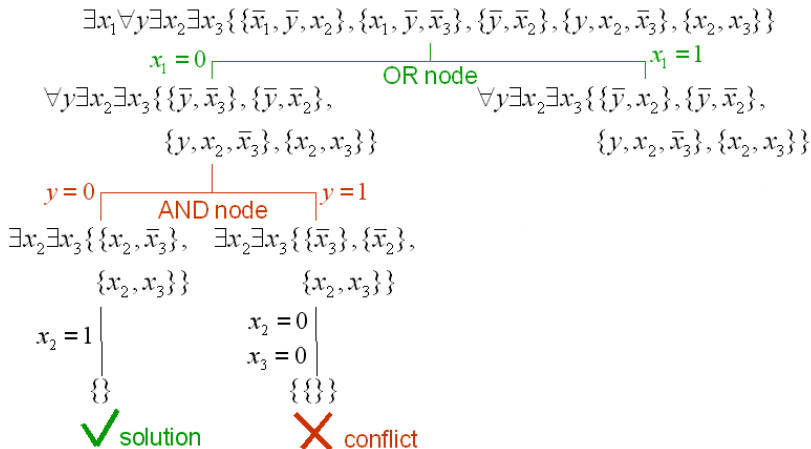 ∃x₁∀y∃x₂∃x₃{{x̄₁, ȳ, x₂}, {x₁, ȳ, x̄₃}, {ȳ, x̄₂}, {y, x₂, x̄₃}, {x₂, x₃}}
x₁ = 0
OR node
x₁ = 1
∀y∃x₂∃x₃{{ȳ, x̄₃}, {ȳ, x̄₂},
{y, x₂, x̄₃}, {x₂, x₃}}
∀y∃x₂∃x₃{{ȳ, x₂}, {ȳ, x̄₂},
{y, x₂, x̄₃}, {x₂, x₃}}
y = 0
AND node
y = 1
∃x₂∃x₃{{x₂, x̄₃},
{x₂, x₃}}
∃x₂∃x₃{{x̄₃}, {x̄₂},
{x₂, x₃}}
x₂ = 1
x₂ = 0
x₃ = 0
{}
{{}}
solution
conflict